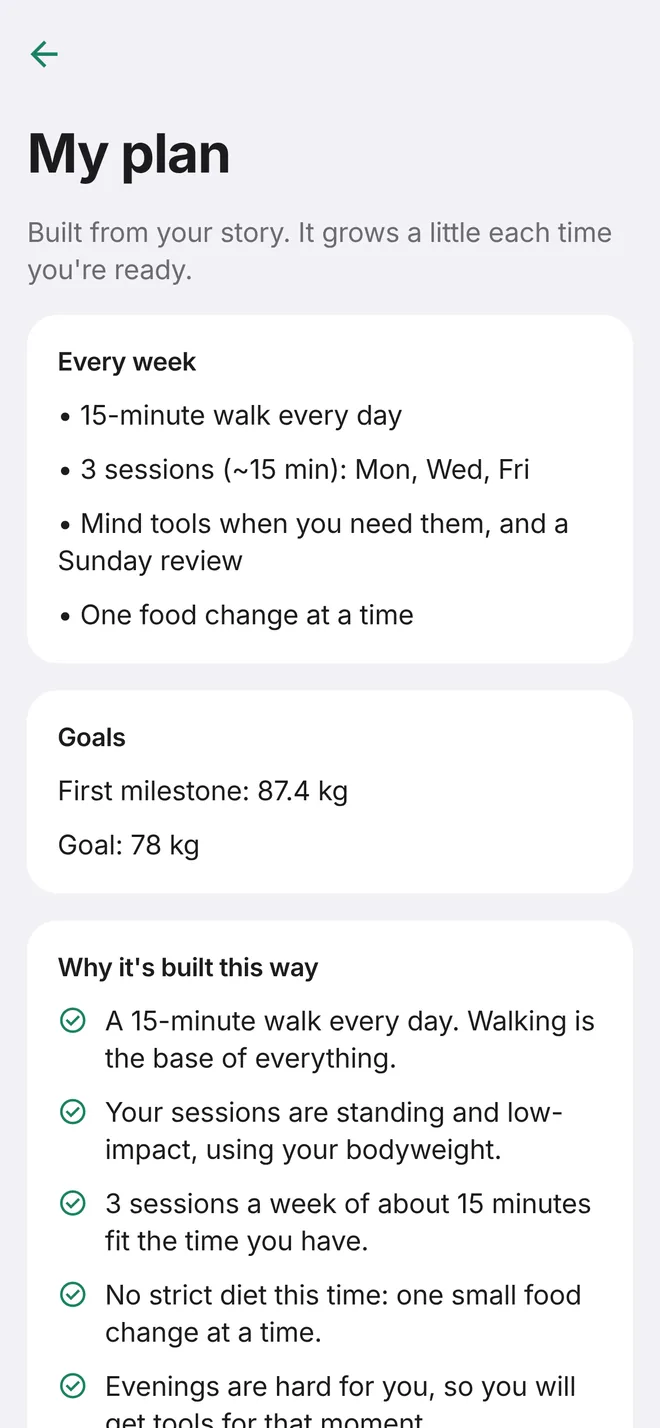 My plan
Built from your story. It grows a little each time
you're ready.
Every week
• 15-minute walk every day
• 3 sessions (~15 min): Mon, Wed, Fri
• Mind tools when you need them, and a
Sunday review
• One food change at a time
Goals
First milestone: 87.4 kg
Goal: 78 kg
Why it's built this way
A 15-minute walk every day. Walking is
the base of everything.
Your sessions are standing and low-
impact, using your bodyweight.
3 sessions a week of about 15 minutes
fit the time you have.
No strict diet this time: one small food
change at a time.
Evenings are hard for you, so you will
get tools for that moment.